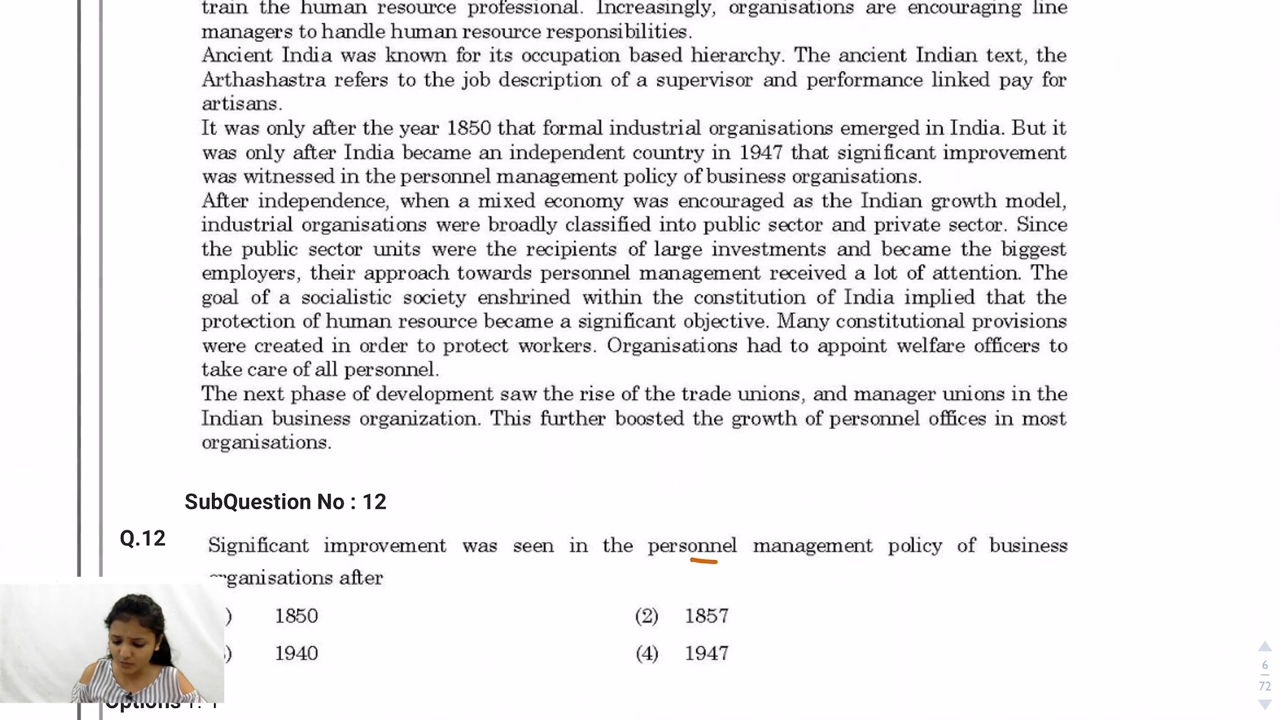 train the human resource professional. Increasingly, organisations are encouraging line
managers to handle human resource responsibilities.
Ancient India was known for its occupation based hierarchy. The ancient Indian text, the
Arthashastra refers to the job description of a supervisor and performance linked pay for
artisans.
It was only after the year 1850 that formal industrial organisations emerged in India. But it
was only after India became an independent country in 1947 that significant improvement
was witnessed in the personnel management policy of business organisations.
After independence, when a mixed economy was encouraged as the Indian growth model,
industrial organisations were broadly classified into public sector and private sector. Since
the public sector units were the recipients of large investments and became the biggest
employers, their approach towards personnel management received a lot of attention. The
goal of a socialistic society enshrined within the constitution of India implied that the
protection of human resource became a significant objective. Many constitutional provisions
were created in order to protect workers. Organisations had to appoint welfare officers to
take care of all personnel.
The next phase of development saw the rise of the trade unions, and manager unions in the
Indian business organization. This further boosted the growth of personnel offices in most
organisations.
SubQuestion No : 12
Q.12 Significant improvement was seen in the personnel management policy of business
organisations after
) 1850 (2) 1857
) 1940 (4) 1947
Options
6
72